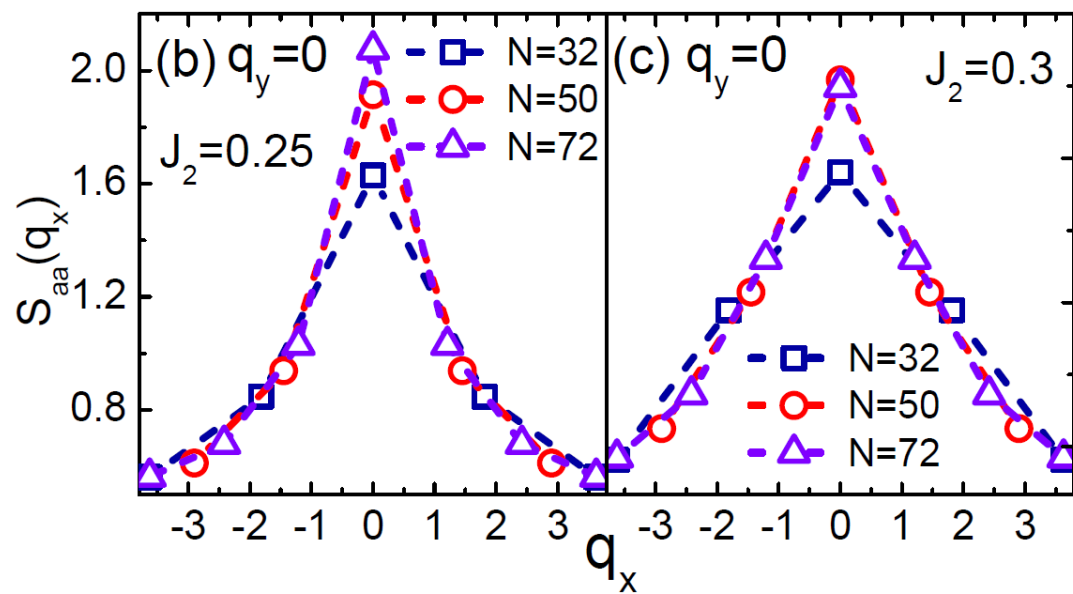 (b) q_y=0
J_2=0.25
N=32
N=50
N=72
(c) q_y=0
J_2=0.3
N=32
N=50
N=72
S_aa(q_x)
2.0
1.6
1.2
0.8
-3 -2 -1 0 1 2 3
-3 -2 -1 0 1 2 3
q_x